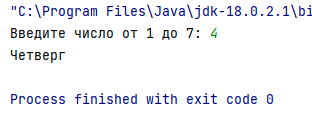 "C:\Program Files\Java\jdk-18.0.2.1\bi
Введите число от 1 до 7: 4
Четверг
Process finished with exit code 0